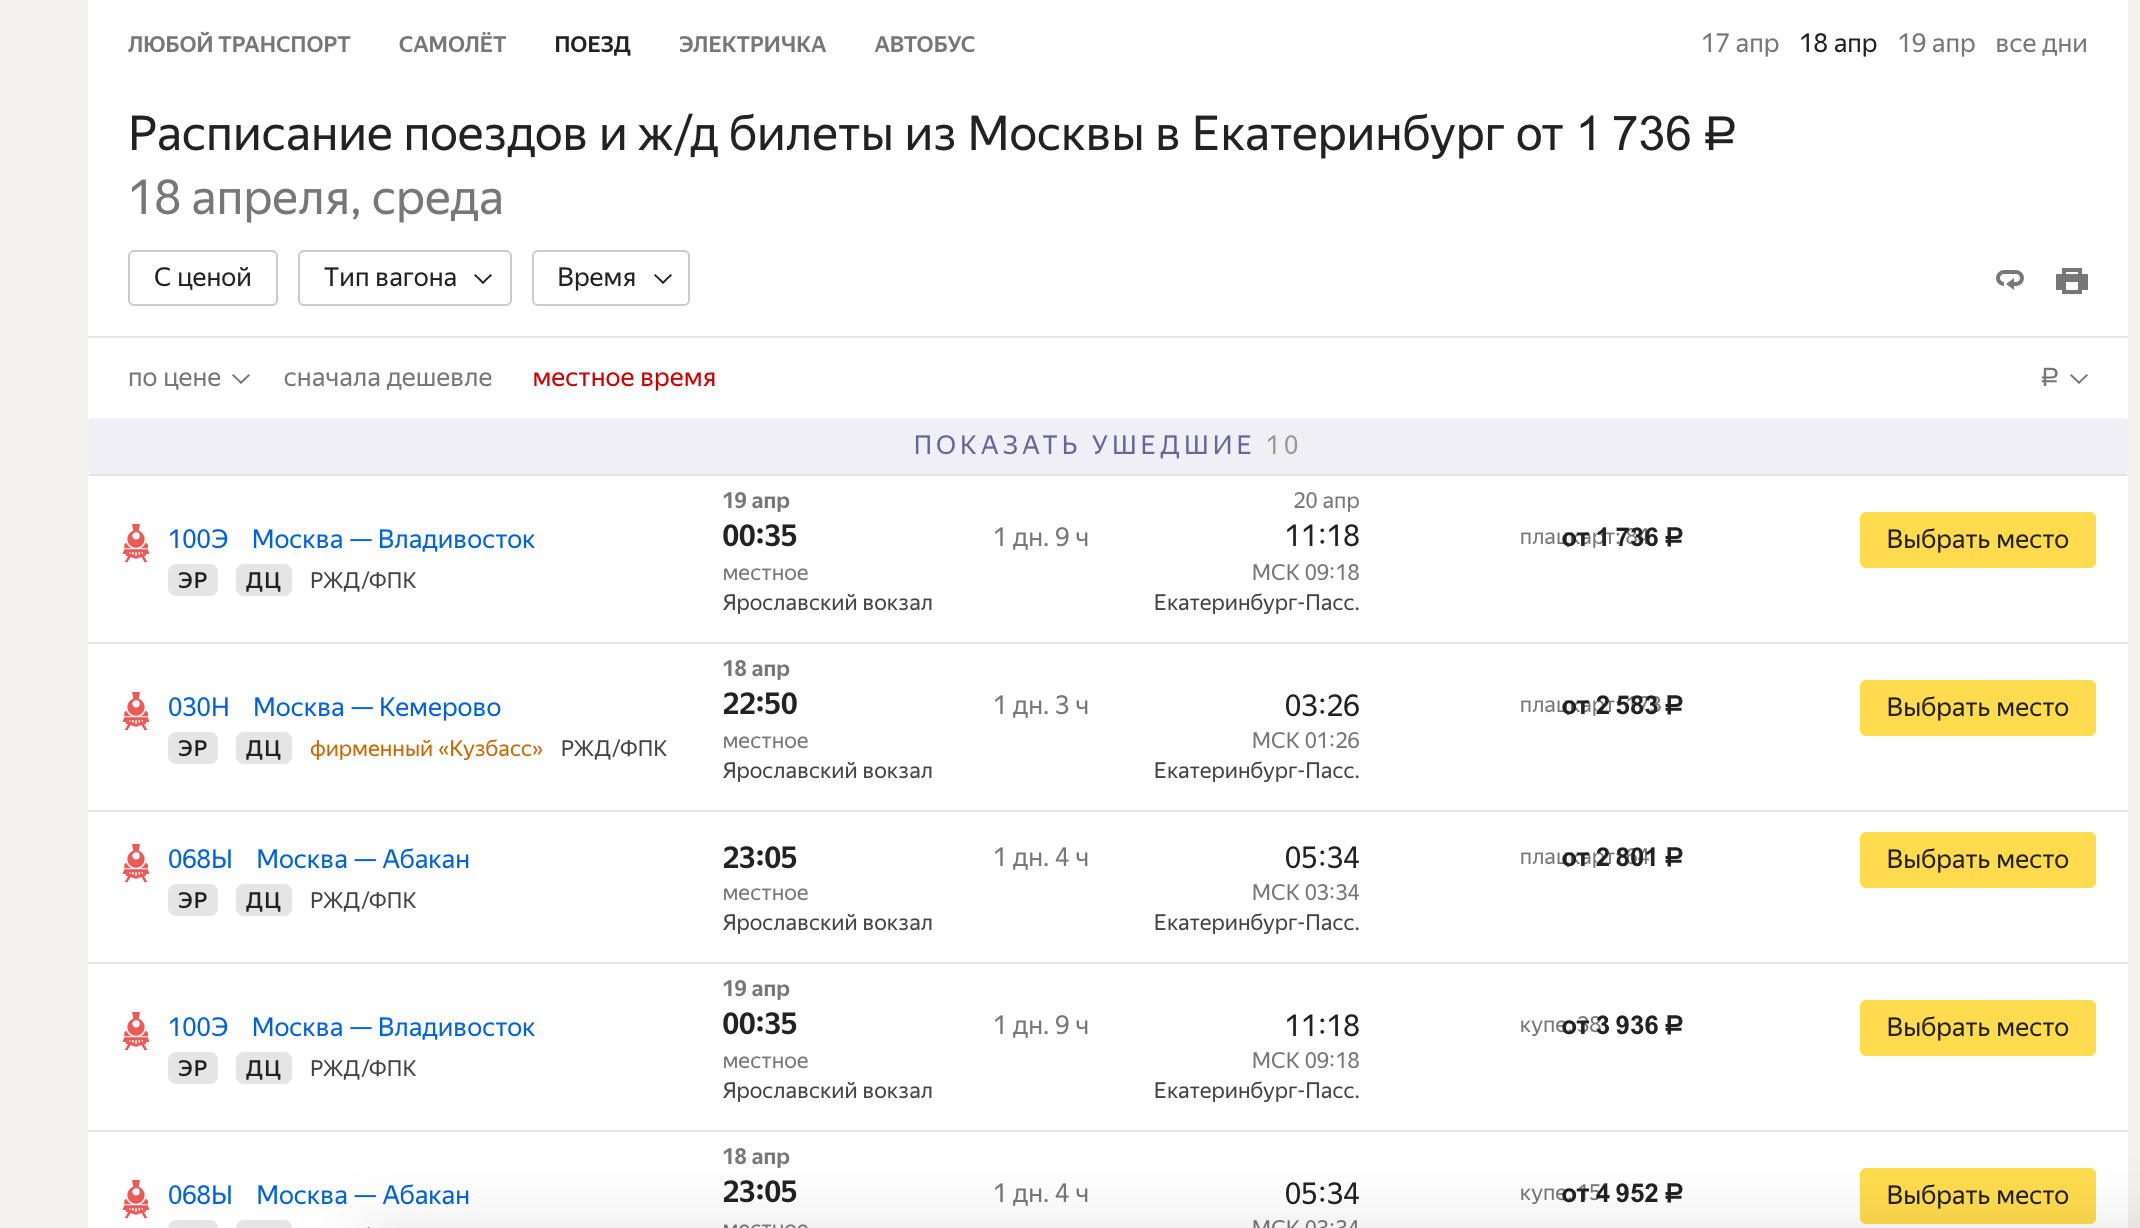 ЛЮБОЙ ТРАНСПОРТ САМОЛЁТ ПОЕЗД ЭЛЕКТРИЧКА АВТОБУС 17 апр 18 апр 19 апр все дни
Расписание поездов и ж/д билеты из Москвы в Екатеринбург от 1 736 ₽
18 апреля, среда
С ценой Тип вагона Время
по цене сначала дешевле местное время ₽
ПОКАЗАТЬ УШЕДШИЕ 10
19 апр 20 апр
100Э Москва — Владивосток 00:35 1 дн. 9 ч 11:18 плацкарт: от 1 736 ₽ Выбрать место
ЭР ДЦ РЖД/ФПК местное МСК 09:18
Ярославский вокзал Екатеринбург-Пасс.
18 апр
030Н Москва — Кемерово 22:50 1 дн. 3 ч 03:26 плацкарт: от 2 583 ₽ Выбрать место
ЭР ДЦ фирменный «Кузбасс» РЖД/ФПК местное МСК 01:26
Ярославский вокзал Екатеринбург-Пасс.
068Ы Москва — Абакан 23:05 1 дн. 4 ч 05:34 плацкарт: от 2 801 ₽ Выбрать место
ЭР ДЦ РЖД/ФПК местное МСК 03:34
Ярославский вокзал Екатеринбург-Пасс.
19 апр
100Э Москва — Владивосток 00:35 1 дн. 9 ч 11:18 купе: от 3 936 ₽ Выбрать место
ЭР ДЦ РЖД/ФПК местное МСК 09:18
Ярославский вокзал Екатеринбург-Пасс.
18 апр
068Ы Москва — Абакан 23:05 1 дн. 4 ч 05:34 купе: от 4 952 ₽ Выбрать место
местное МСК 03:34